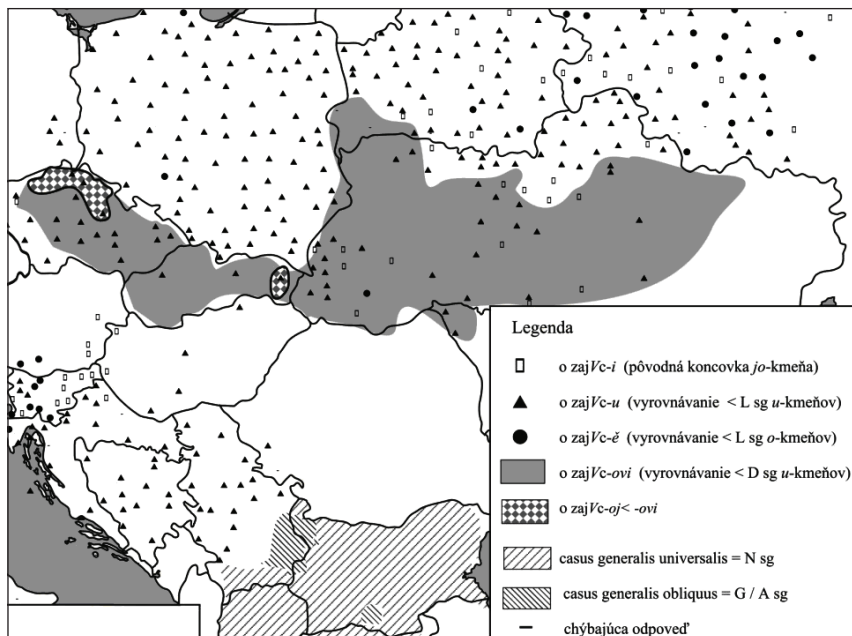 Legenda
o zajVc-i (pôvodná koncovka jo-kmeňa)
o zajVc-u (vyrovnávanie < L sg u-kmeňov)
o zajVc-ě (vyrovnávanie < L sg o-kmeňov)
o zajVc-ovi (vyrovnávanie < D sg u-kmeňov)
o zajVc-oj< -ovi
casus generalis universalis = N sg
casus generalis obliquus = G / A sg
chýbajúca odpoveď